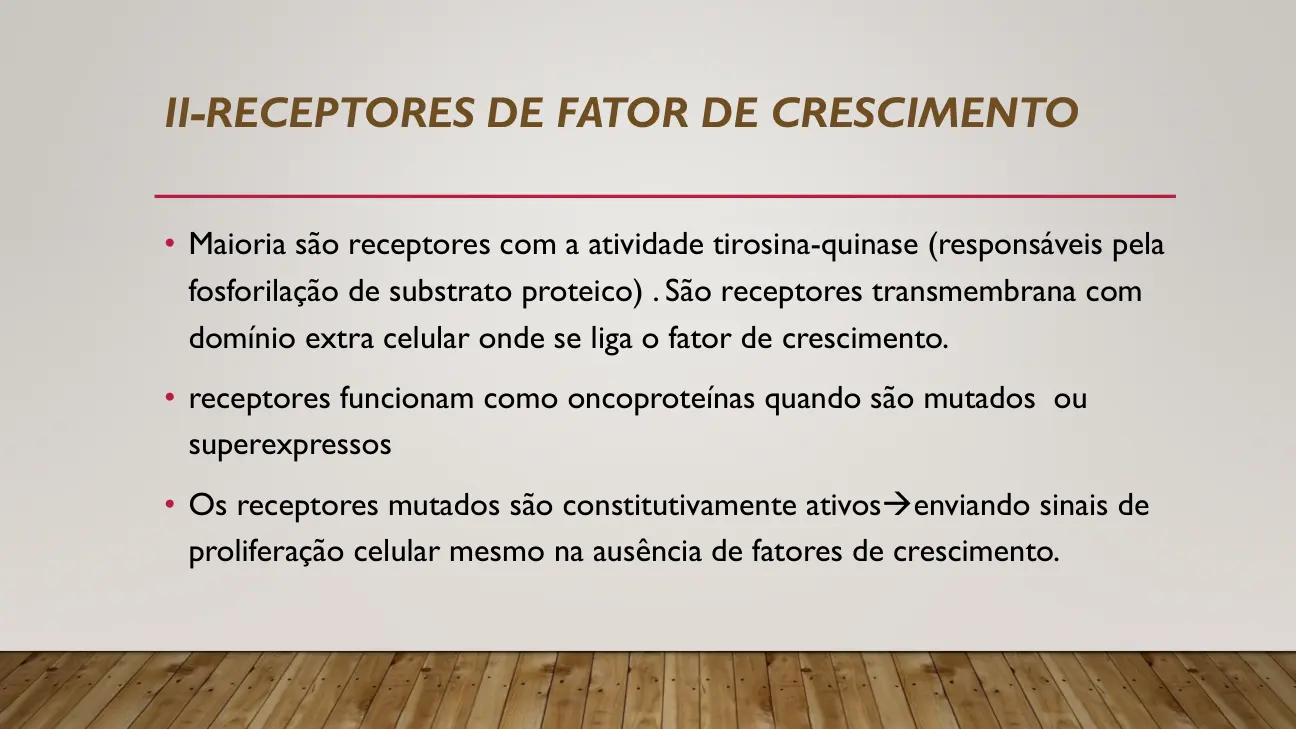 II-RECEPTORES DE FATOR DE CRESCIMENTO
• Maioria são receptores com a atividade tirosina-quinase (responsáveis pela
fosforilação de substrato proteico) . São receptores transmembrana com
domínio extra celular onde se liga o fator de crescimento.
• receptores funcionam como oncoproteínas quando são mutados  ou
superexpressos
• Os receptores mutados são constitutivamente ativos→enviando sinais de
proliferação celular mesmo na ausência de fatores de crescimento.